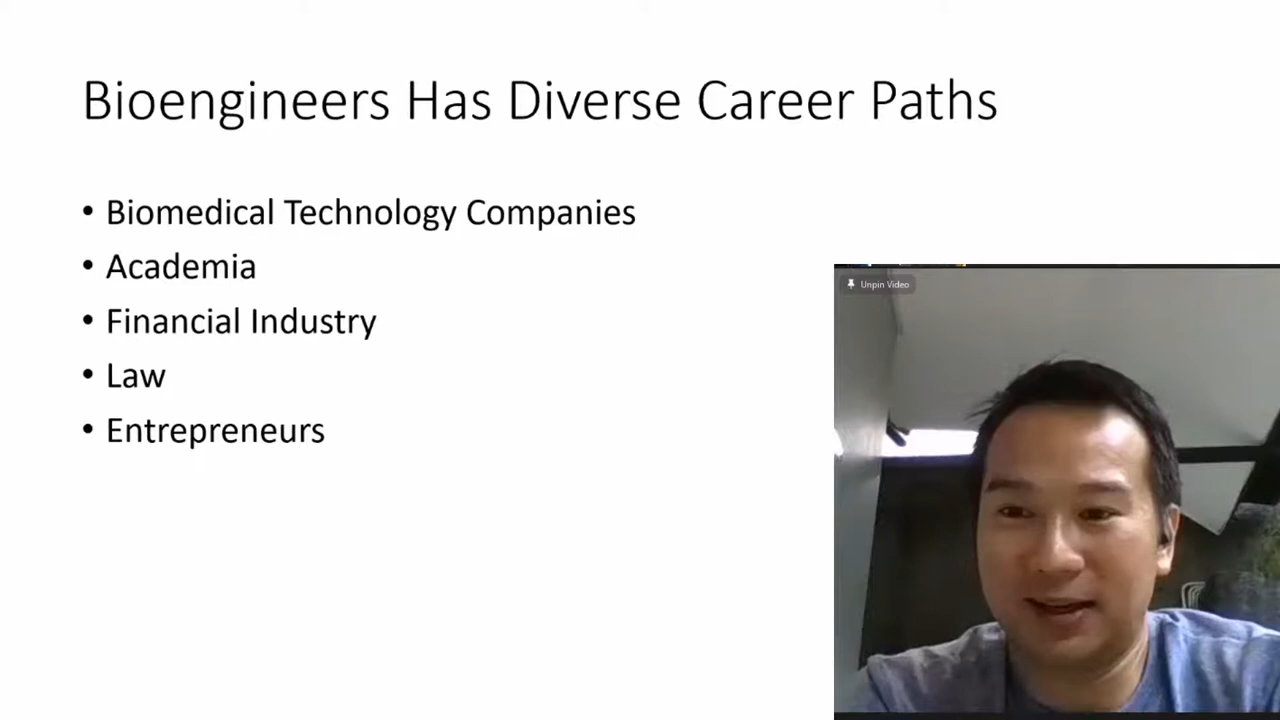 Bioengineers Has Diverse Career Paths
• Biomedical Technology Companies
• Academia
• Financial Industry
• Law
• Entrepreneurs
Unpin Video